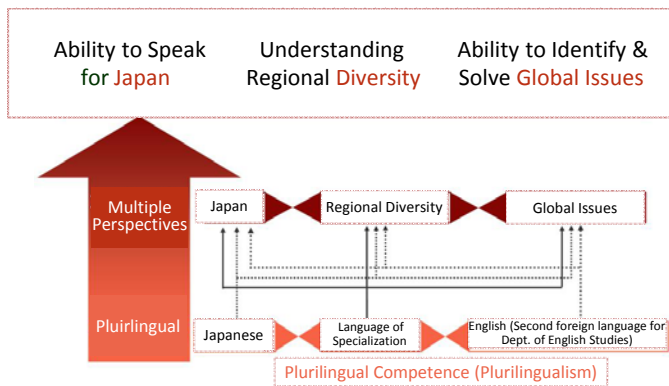 Ability to Speak
for Japan
Understanding
Regional Diversity
Ability to Identify &
Solve Global Issues
Multiple
Perspectives
Japan
Regional Diversity
Global Issues
Pluirlingual
Japanese
Language of
Specialization
English (Second foreign language for
Dept. of English Studies)
Plurilingual Competence (Plurilingualism)